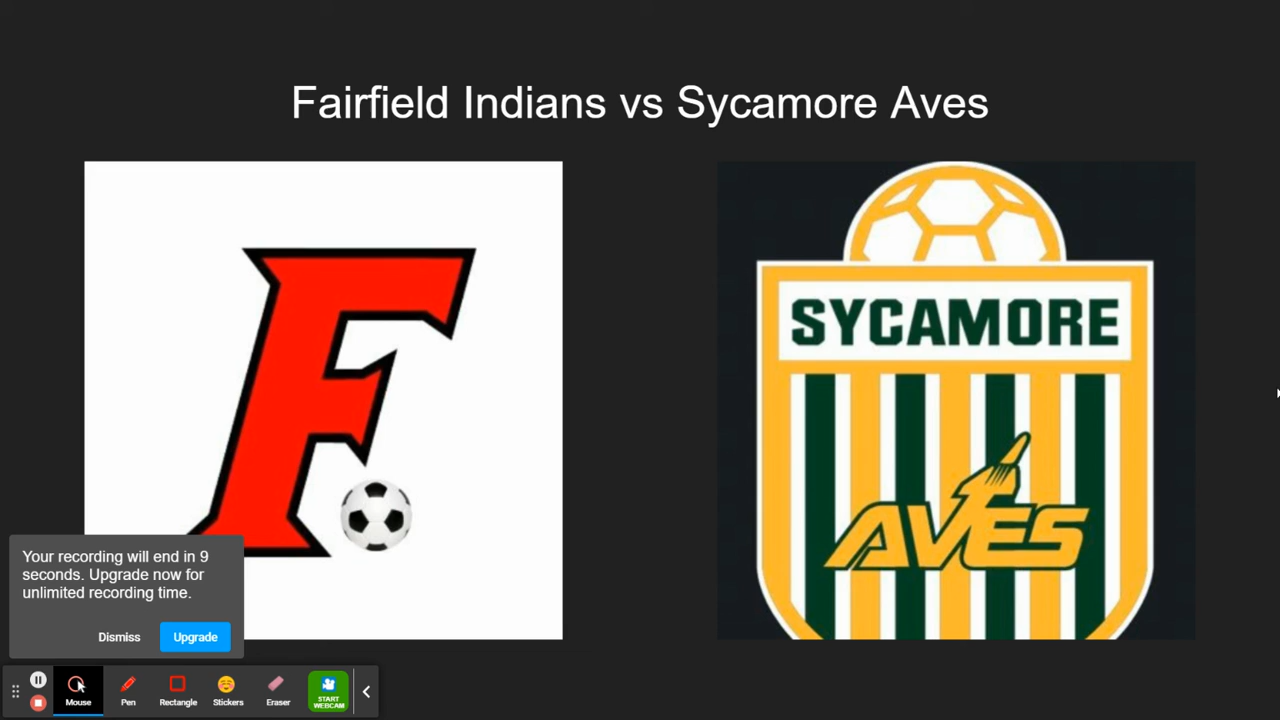 Fairfield Indians vs Sycamore Aves
F
SYCAMORE
AVES
Your recording will end in 9
seconds. Upgrade now for
unlimited recording time.
Dismiss
Upgrade
Mouse
Pen
Rectangle
Stickers
Eraser
START
WEBCAM